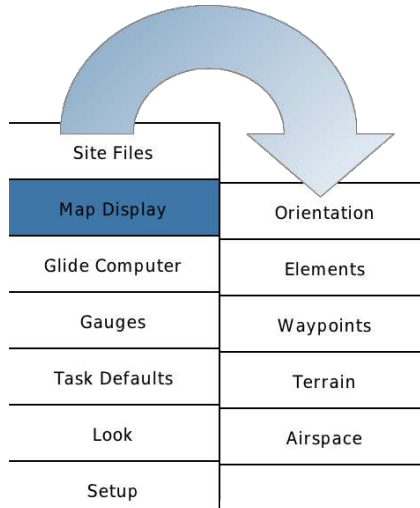 Site Files
Map Display
Glide Computer
Gauges
Task Defaults
Look
Setup
Orientation
Elements
Waypoints
Terrain
Airspace